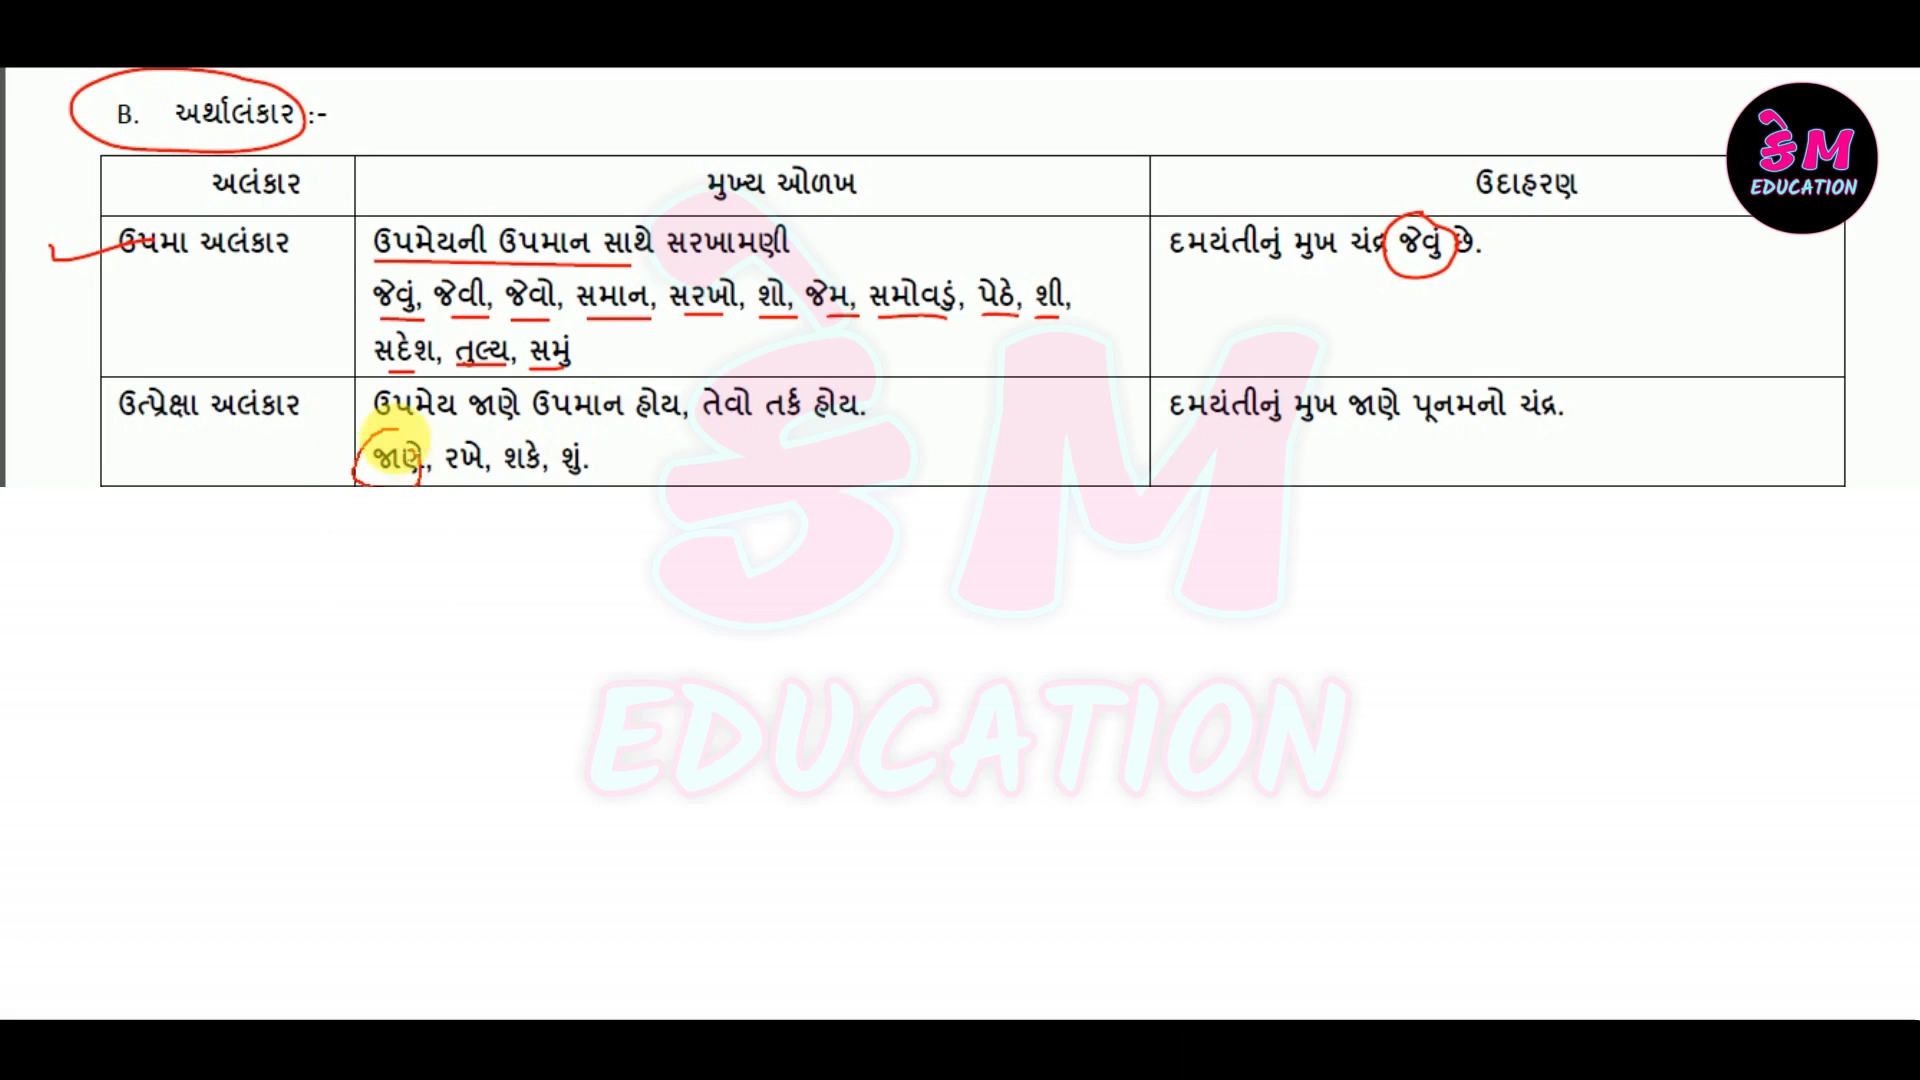 B. અર્થાલંકાર :-
કેM
EDUCATION
અલંકાર મુખ્ય ઓળખ ઉદાહરણ
ઉપમા અલંકાર ઉપમેયની ઉપમાન સાથે સરખામણી દમયંતીનું મુખ ચંદ્ર જેવું છે.
જેવું, જેવી, જેવો, સમાન, સરખો, શો, જેમ, સમોવડું, પેઠે, શી,
સદેશ, તુલ્ય, સમું
ઉત્પ્રેક્ષા અલંકાર ઉપમેય જાણે ઉપમાન હોય, તેવો તર્ક હોય. દમયંતીનું મુખ જાણે પૂનમનો ચંદ્ર.
જાણે, રખે, શકે, શું.
કેM
EDUCATION